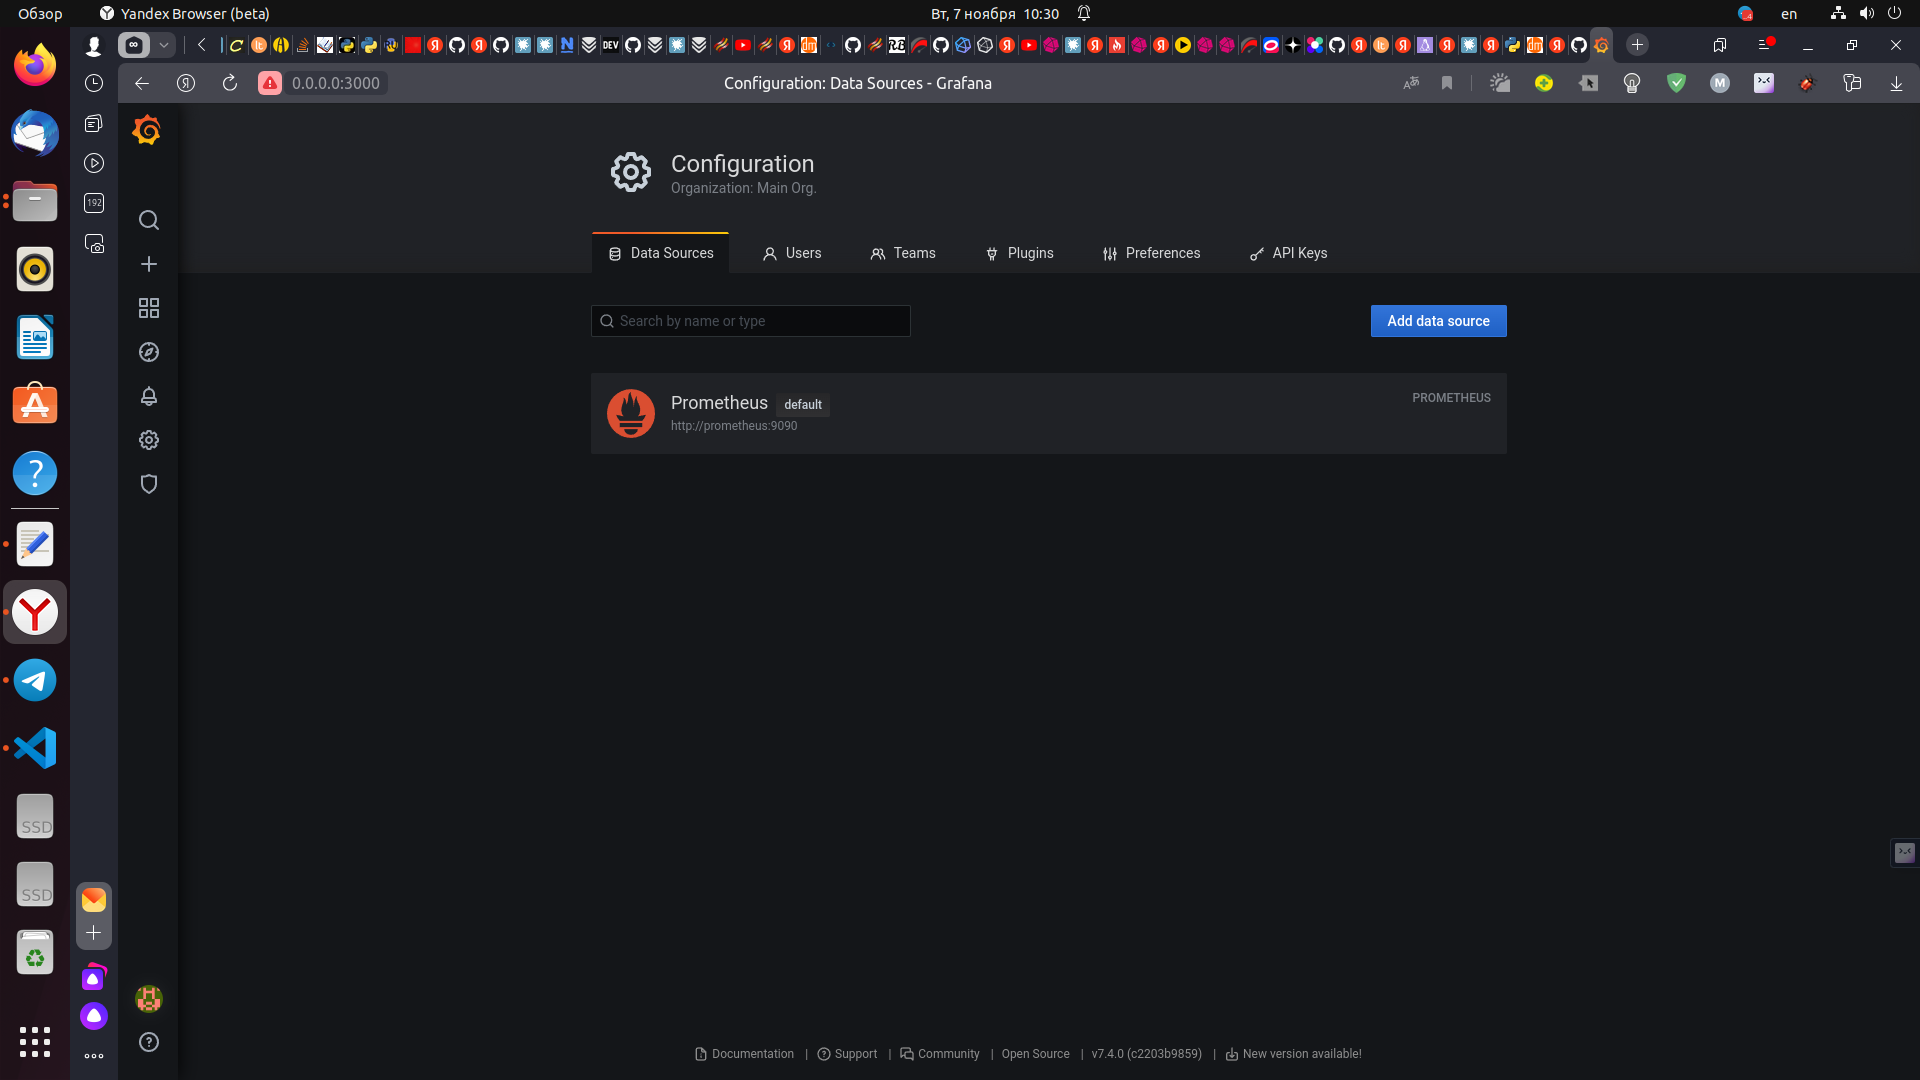 Обзор
Yandex Browser (beta)
Вт, 7 ноября 10:30
en
DEV
0.0.0.0:3000
Configuration: Data Sources - Grafana
M
192
Configuration
Organization: Main Org.
Data Sources
Users
Teams
Plugins
Preferences
API Keys
Search by name or type
Add data source
Prometheus
default
PROMETHEUS
http://prometheus:9090
SSD
SSD
Documentation | Support | Community | Open Source | v7.4.0 (c2203b9859) | New version available!